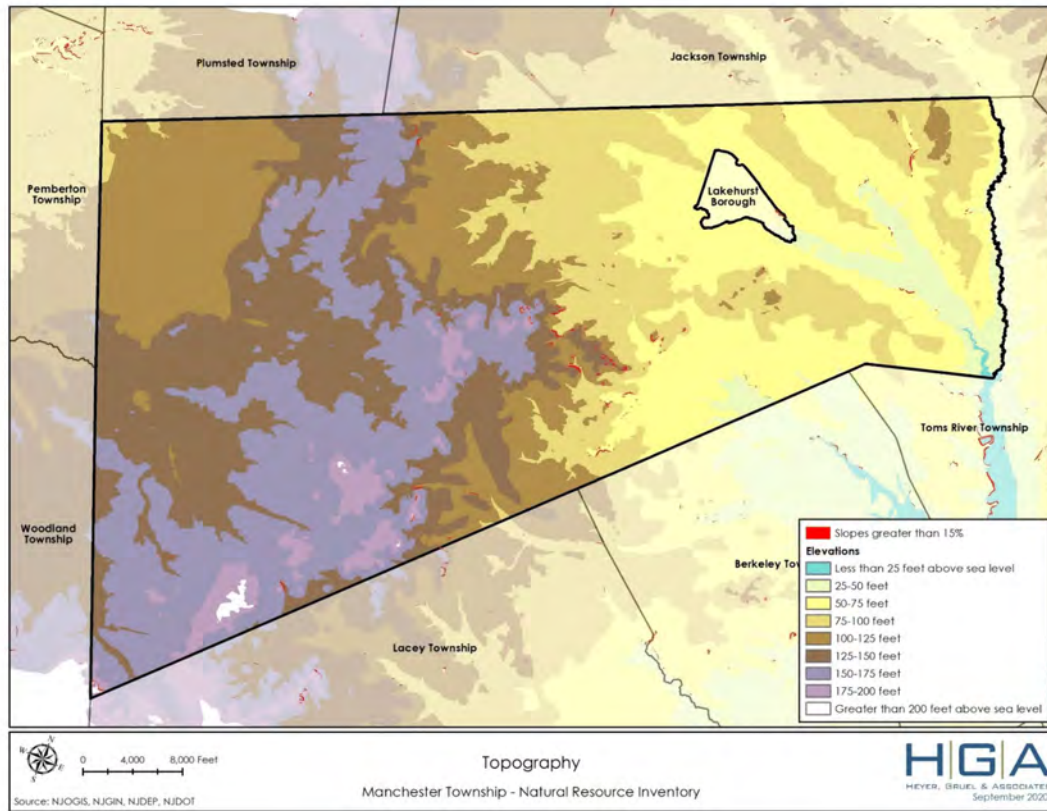 Plumsted Township
Jackson Township
Pemberton
Township
Lakehurst
Borough
Toms River Township
Woodland
Township
Berkeley Tow
Lacey Township
Slopes greater than 15%
Elevations
Less than 25 feet above sea level
25-50 feet
50-75 feet
75-100 feet
100-125 feet
125-150 feet
150-175 feet
175-200 feet
Greater than 200 feet above sea level
N
W
E
S
0 4,000 8,000 Feet
Source: NJOGIS, NJGIN, NJDEP, NJDOT
Topography
Manchester Township - Natural Resource Inventory
H|G|A
MEYER, GRUEL & ASSOCIATES
September 2020